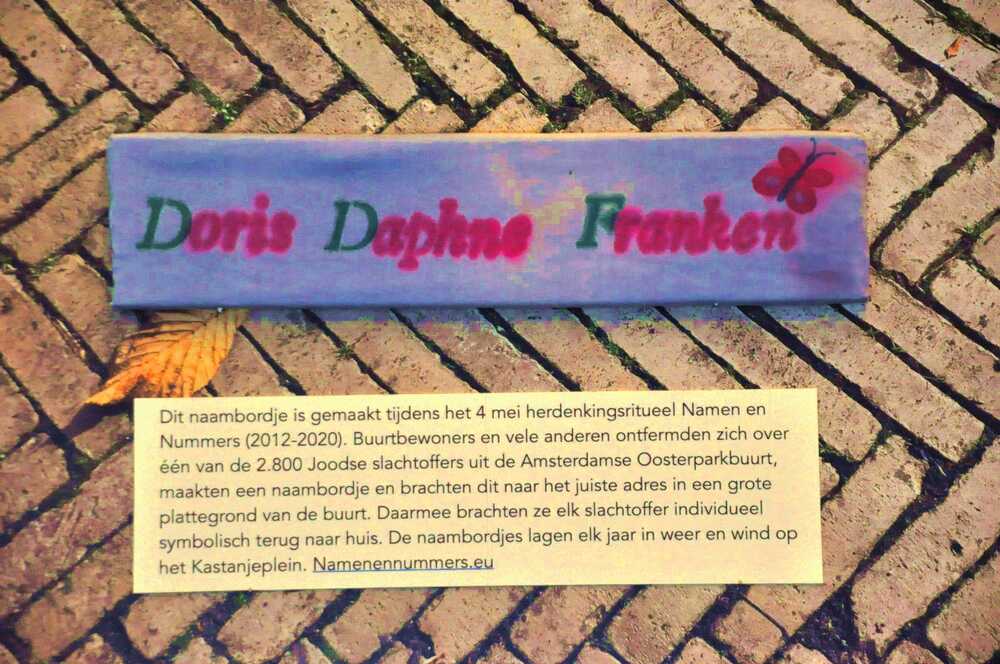 Doris Daphne Franken
Dit naambordje is gemaakt tijdens het 4 mei herdenkingsritueel Namen en
Nummers (2012-2020). Buurtbewoners en vele anderen ontfermden zich over
één van de 2.800 Joodse slachtoffers uit de Amsterdamse Oosterparkbuurt,
maakten een naambordje en brachten dit naar het juiste adres in een grote
plattegrond van de buurt. Daarmee brachten ze elk slachtoffer individueel
symbolisch terug naar huis. De naambordjes lagen elk jaar in weer en wind op
het Kastanjeplein. Namenennummers.eu